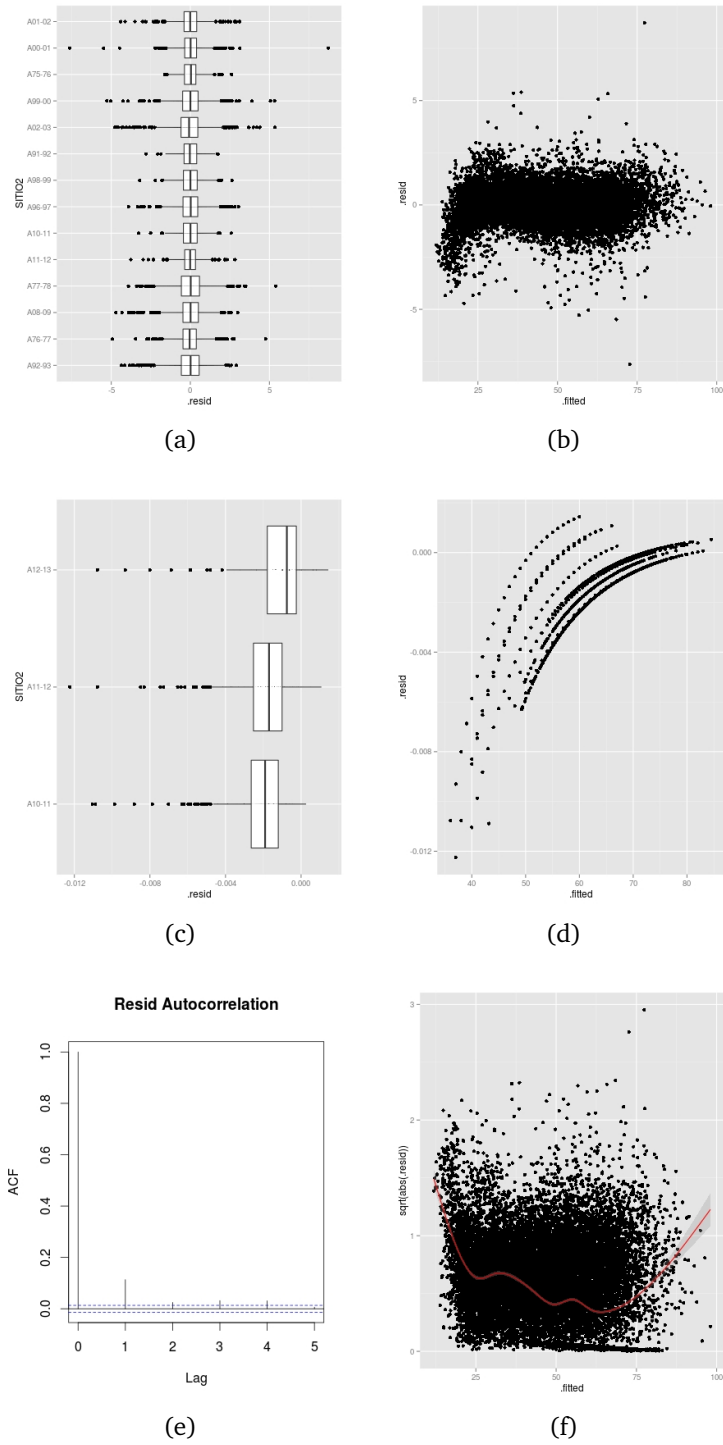 A01-02
A00-01
A75-76
A99-00
A02-03
A91-92
A98-99
A96-97
A10-11
A11-12
A77-78
A08-09
A76-77
A92-93
SITIO2
-5 0 5
.resid
(a)
5
0
-5
.resid
25 50 75 100
.fitted
(b)
A12-13
A11-12
A10-11
SITIO2
-0.012 -0.008 -0.004 0.000
.resid
(c)
0.000
-0.004
-0.008
-0.012
.resid
40 50 60 70 80
.fitted
(d)
Resid Autocorrelation
1.0
0.8
0.6
0.4
0.2
0.0
ACF
0 1 2 3 4 5
Lag
(e)
3
2
1
0
sqrt(abs(.resid))
25 50 75 100
.fitted
(f)